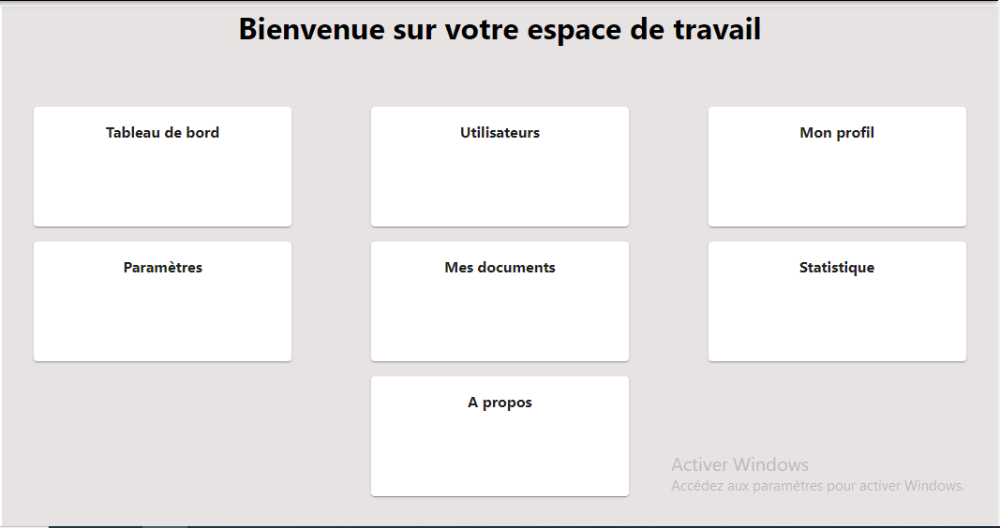 Bienvenue sur votre espace de travail
Tableau de bord
Utilisateurs
Mon profil
Paramètres
Mes documents
Statistique
A propos
Activer Windows
Accédez aux paramètres pour activer Windows.